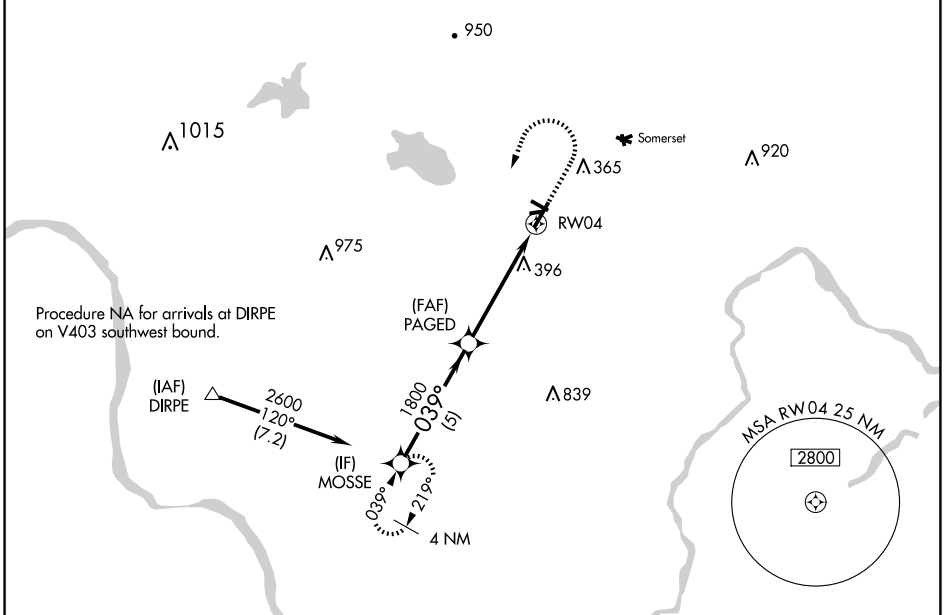 950
1015
Somerset
365
920
RW04
975
396
(FAF)
PAGED
Procedure NA for arrivals at DIRPE
on V403 southwest bound.
(IAF)
DIRPE
2600
120°
(7.2)
1800
039°
(5)
839
MSA RW04 25 NM
2800
(IF)
MOSSE
039°
219°
4 NM